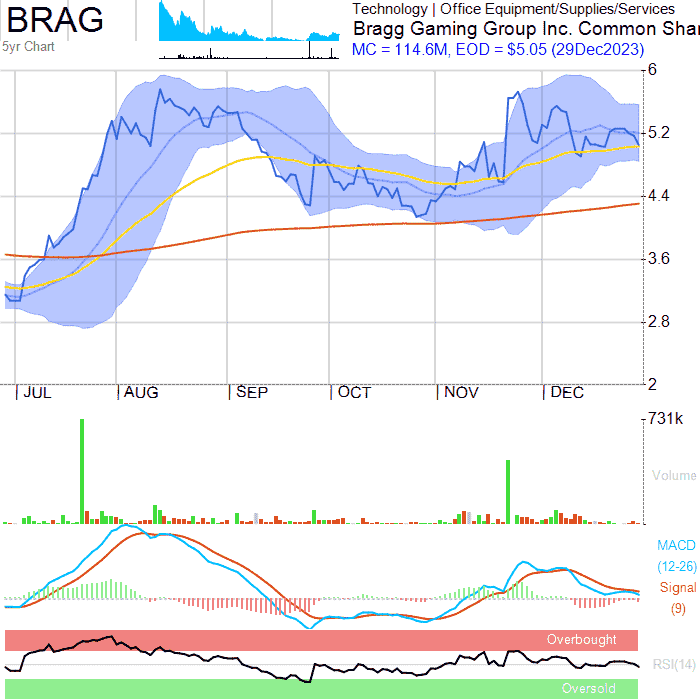 BRAG
5yr Chart
Technology | Office Equipment/Supplies/Services
Bragg Gaming Group Inc. Common Shar
MC = 114.6M, EOD = $5.05 (29Dec2023)
6
5.2
4.4
3.6
2.8
2
JUL AUG SEP OCT NOV DEC
731k
Volume
MACD
(12-26)
Signal
(9)
Overbought
RSI(14)
Oversold